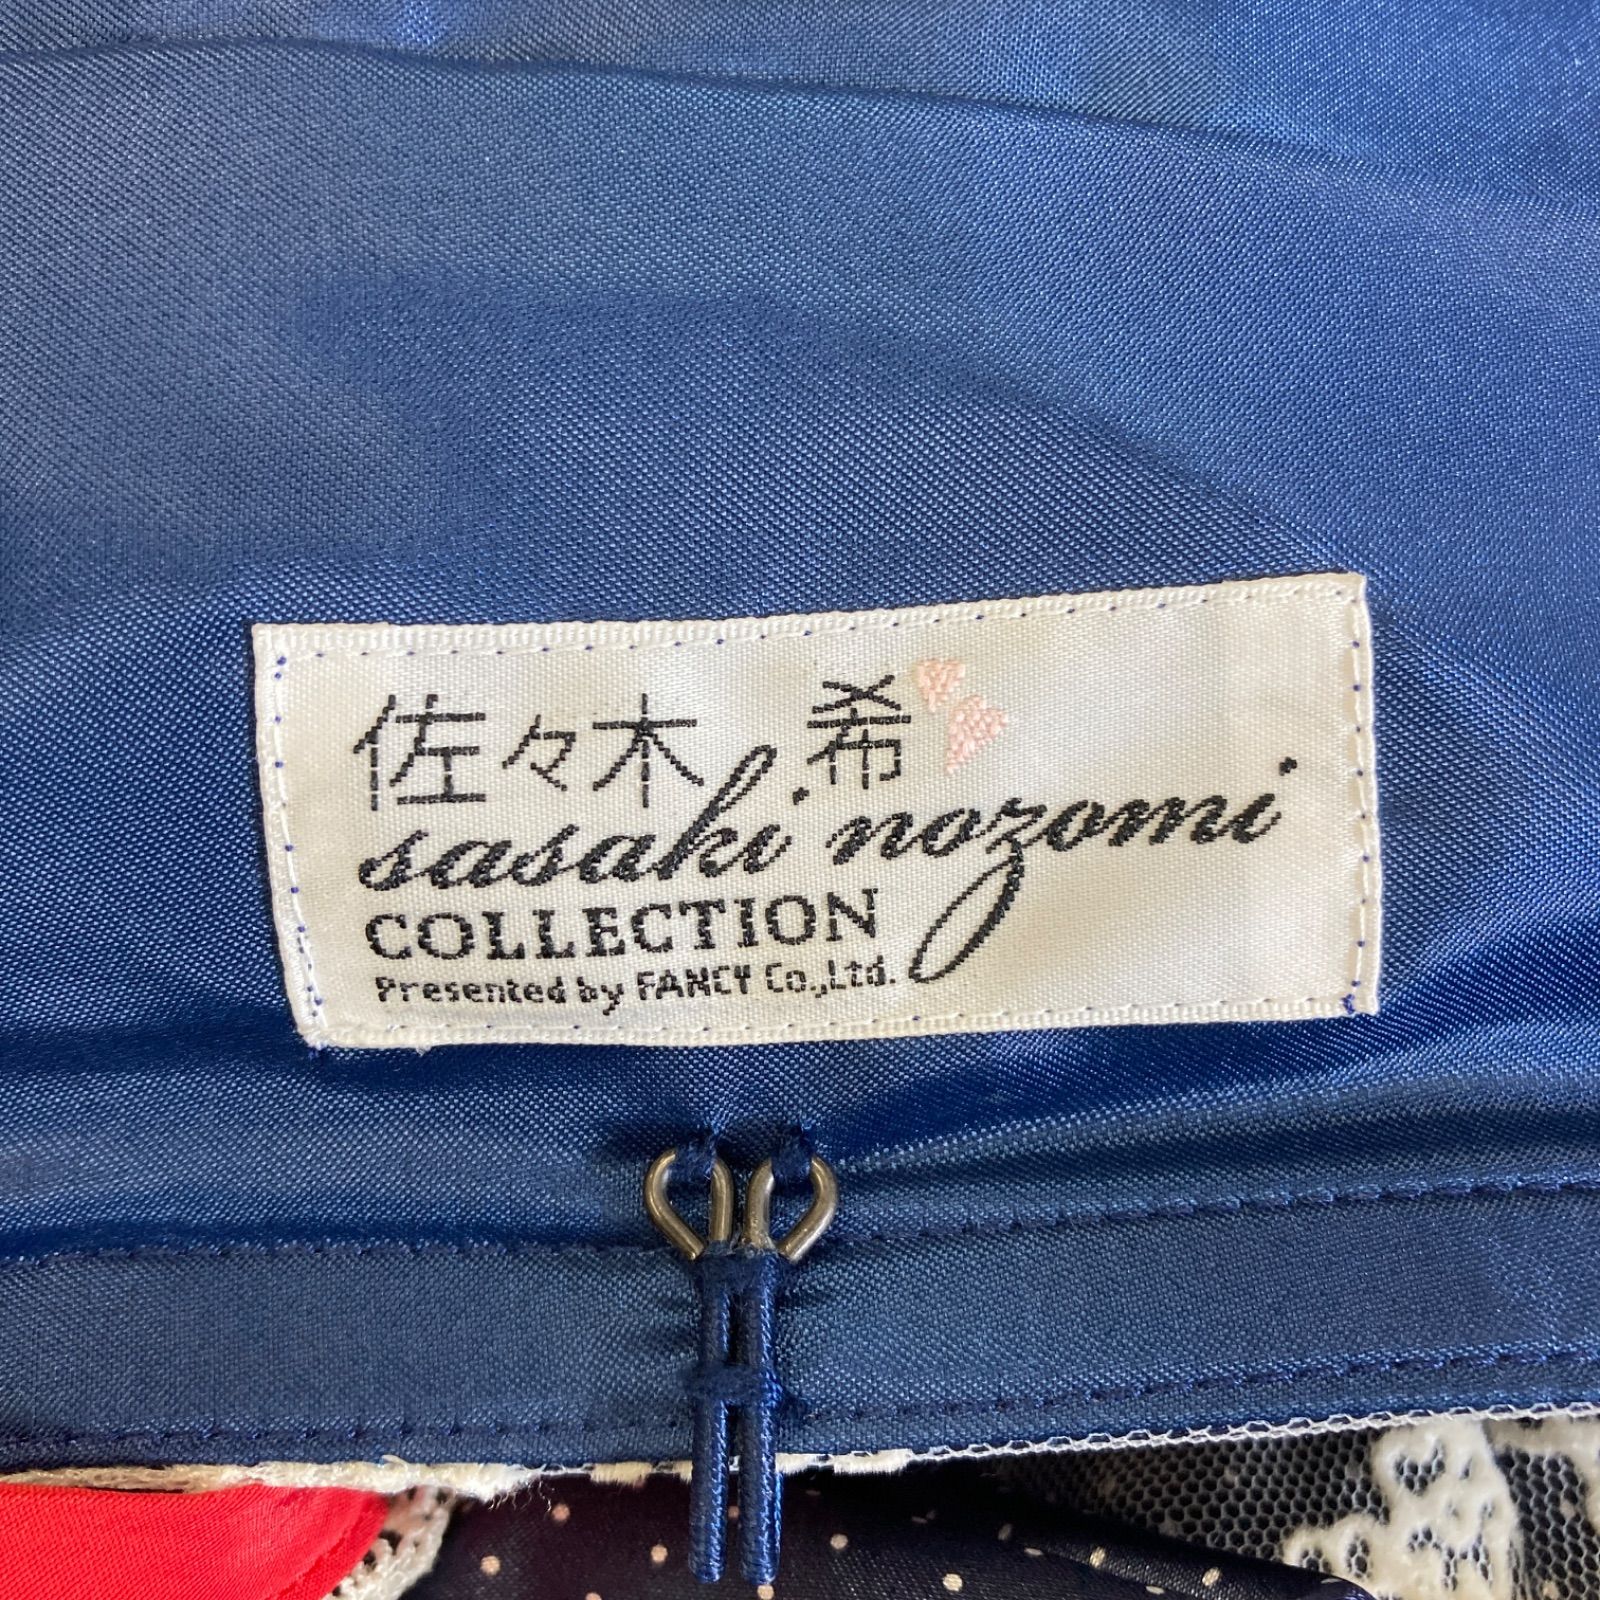 佐々木 希
sasaki nozomi
COLLECTION
Presented by FANCY Co.,Ltd.